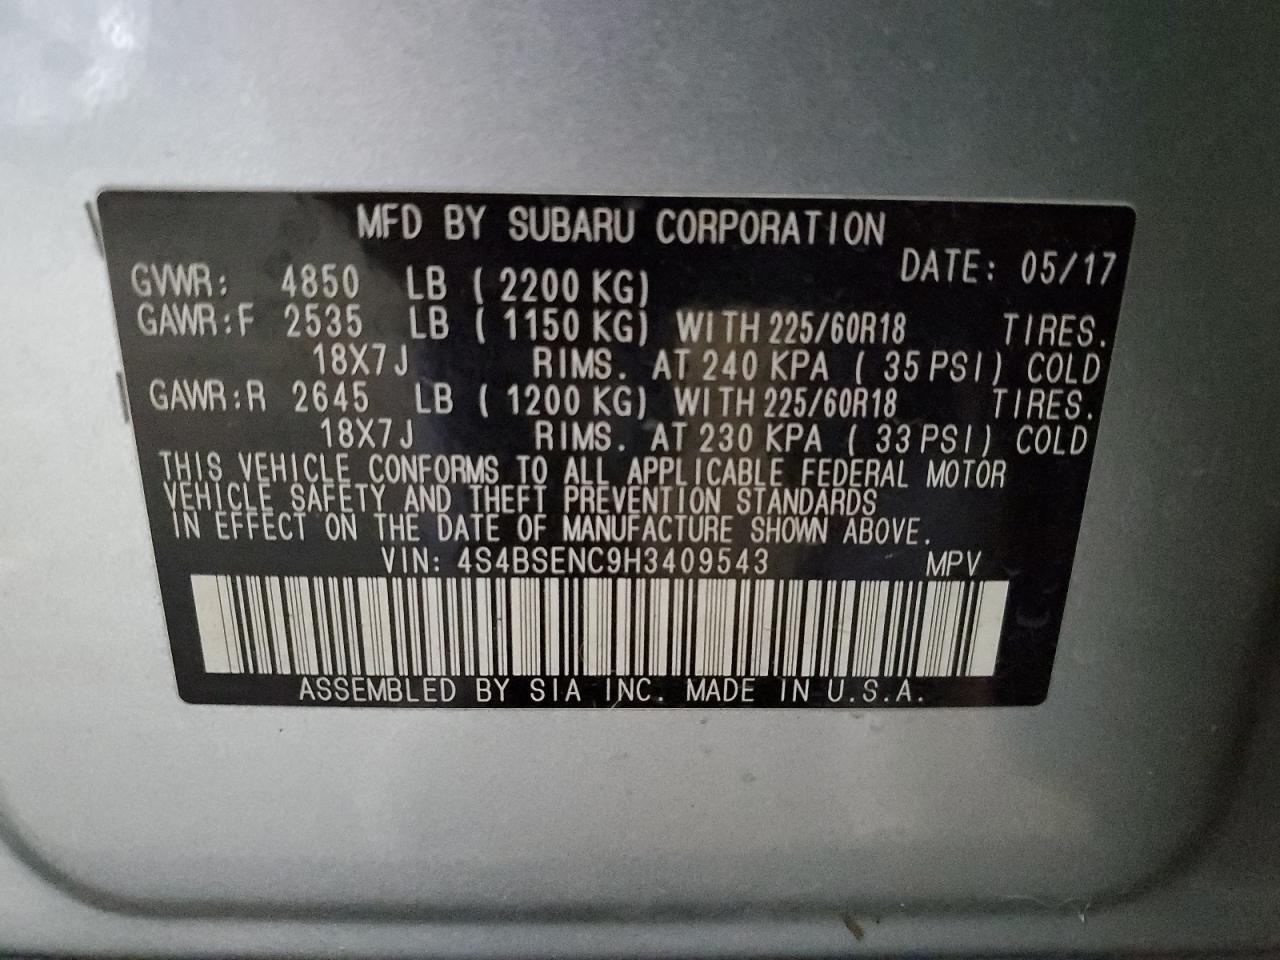 MFD BY SUBARU CORPORATION
DATE: 05/17
GVWR: 4850 LB ( 2200 KG)
GAWR:F 2535 LB ( 1150 KG) WITH 225/60R18 TIRES.
18X7J RIMS. AT 240 KPA ( 35 PSI) COLD
GAWR:R 2645 LB ( 1200 KG) WITH 225/60R18 TIRES.
18X7J RIMS. AT 230 KPA ( 33 PSI) COLD
THIS VEHICLE CONFORMS TO ALL APPLICABLE FEDERAL MOTOR
VEHICLE SAFETY AND THEFT PREVENTION STANDARDS
IN EFFECT ON THE DATE OF MANUFACTURE SHOWN ABOVE.
VIN: 4S4BSENC9H3409543 MPV
ASSEMBLED BY SIA INC. MADE IN U.S.A.